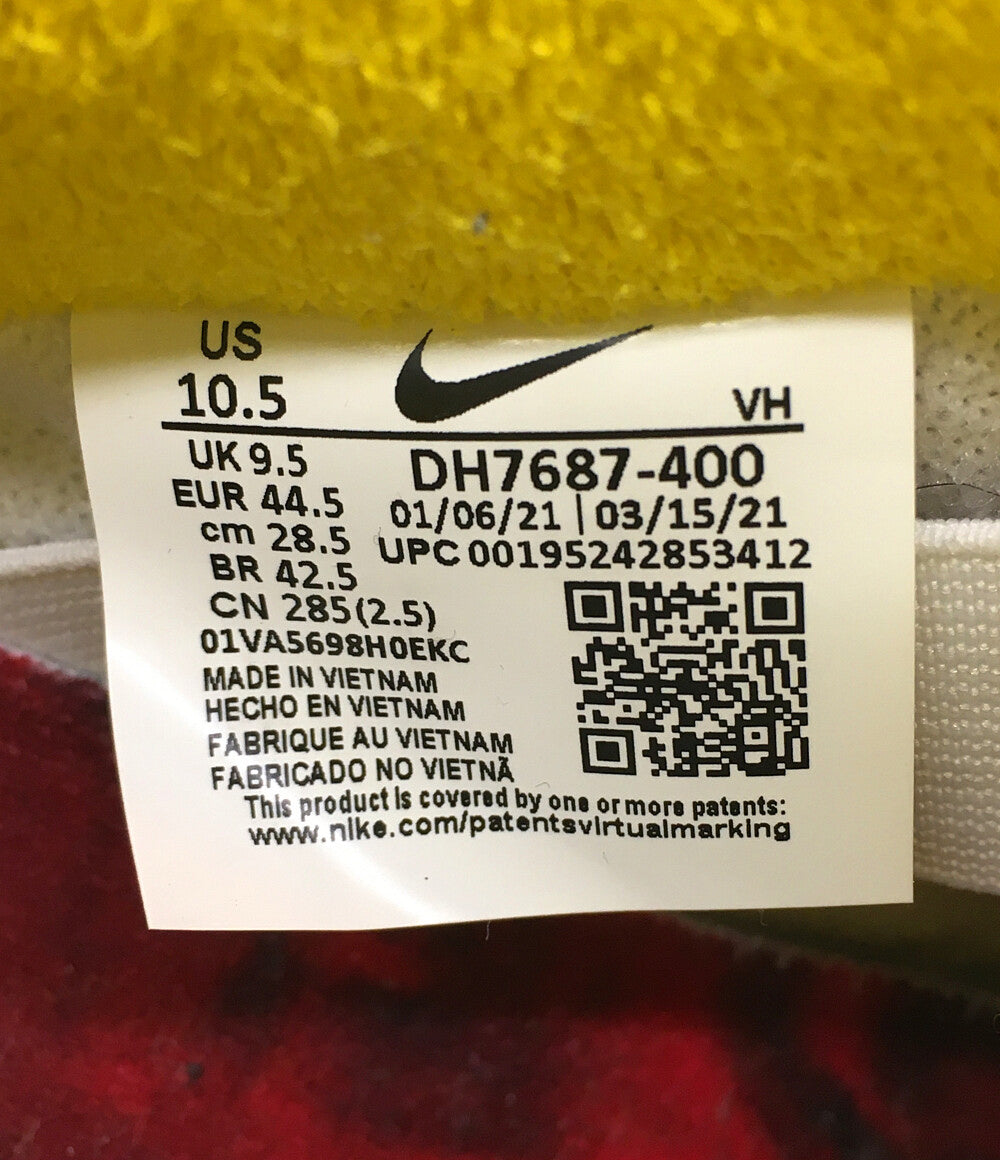 US
10.5
VH
UK 9.5
EUR 44.5
cm 28.5
BR 42.5
CN 285(2.5)
DH7687-400
01/06/21 | 03/15/21
UPC 00195242853412
01VA5698H0EKC
MADE IN VIETNAM
HECHO EN VIETNAM
FABRIQUE AU VIETNAM
FABRICADO NO VIETNÃ
This product is covered by one or more patents:
www.nike.com/patentsvirtualmarking